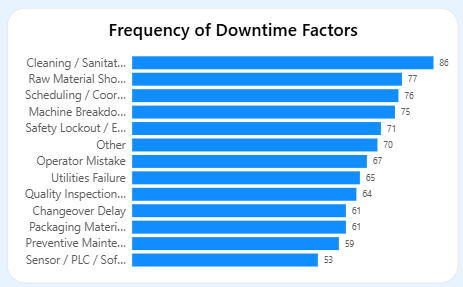 Frequency of Downtime Factors
Cleaning / Sanitat... 86
Raw Material Sho... 77
Scheduling / Coor... 76
Machine Breakdo... 75
Safety Lockout / E... 71
Other 70
Operator Mistake 67
Utilities Failure 65
Quality Inspection... 64
Changeover Delay 61
Packaging Materi... 61
Preventive Mainte... 59
Sensor / PLC / Sof... 53